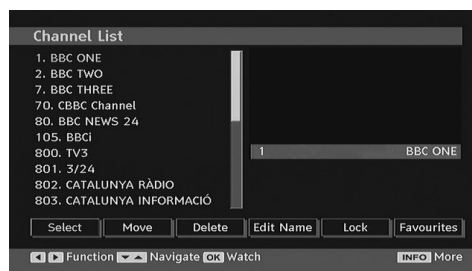 Channel List
1. BBC ONE
2. BBC TWO
7. BBC THREE
70. CBBC Channel
80. BBC NEWS 24
105. BBCi
800. TV3
801. 3/24
802. CATALUNYA RÀDIO
803. CATALUNYA INFORMACIÓ
1 BBC ONE
Select Move Delete Edit Name Lock Favourites
Function Navigate OK Watch INFO More